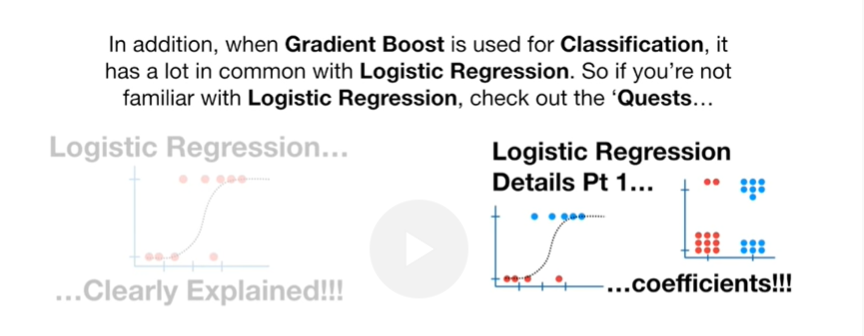 In addition, when Gradient Boost is used for Classification, it
has a lot in common with Logistic Regression. So if you're not
familiar with Logistic Regression, check out the ‘Quests…
Logistic Regression…
…Clearly Explained!!!
Logistic Regression
Details Pt 1…
…coefficients!!!